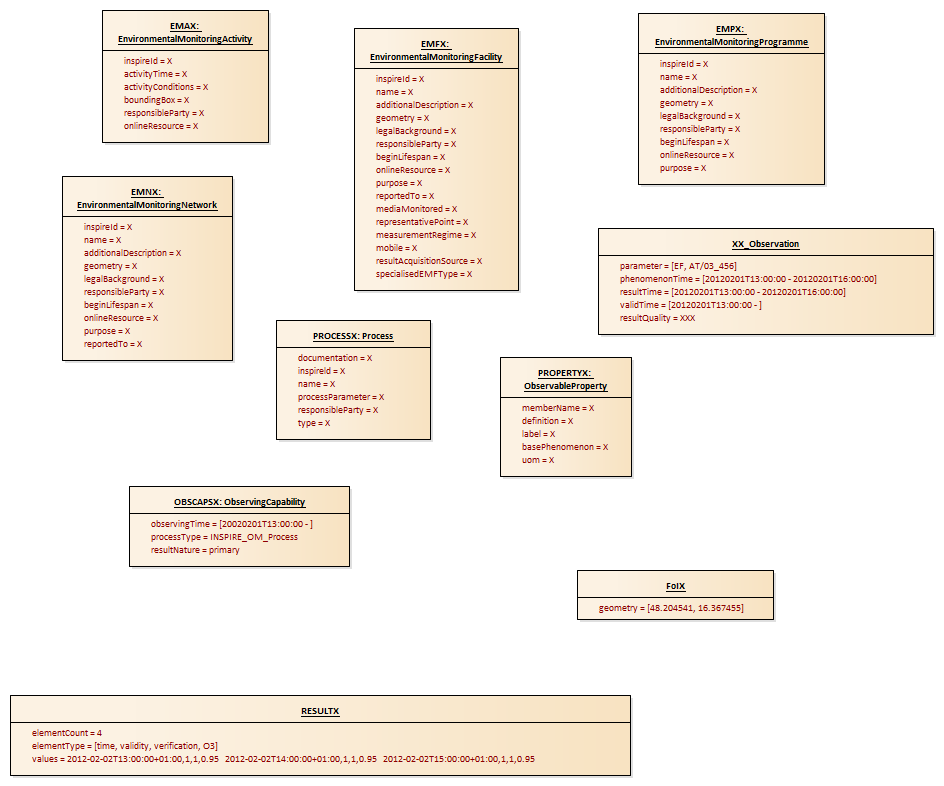 EMAX:
EnvironmentalMonitoringActivity
inspireId = X
activityTime = X
activityConditions = X
boundingBox = X
responsibleParty = X
onlineResource = X
EMFX:
EnvironmentalMonitoringFacility
inspireId = X
name = X
additionalDescription = X
geometry = X
legalBackground = X
responsibleParty = X
beginLifespan = X
onlineResource = X
purpose = X
reportedTo = X
mediaMonitored = X
representativePoint = X
measurementRegime = X
mobile = X
resultAcquisitionSource = X
specialisedEMFType = X
EMPX:
EnvironmentalMonitoringProgramme
inspireId = X
name = X
additionalDescription = X
geometry = X
legalBackground = X
responsibleParty = X
beginLifespan = X
onlineResource = X
purpose = X
EMNX:
EnvironmentalMonitoringNetwork
inspireId = X
name = X
additionalDescription = X
geometry = X
legalBackground = X
responsibleParty = X
beginLifespan = X
onlineResource = X
purpose = X
reportedTo = X
XX_Observation
parameter = [EF, AT/03_456]
phenomenonTime = [20120201T13:00:00 - 20120201T16:00:00]
resultTime = [20120201T13:00:00 - 20120201T16:00:00]
validTime = [20120201T13:00:00 - ]
resultQuality = XXX
PROCESSX: Process
documentation = X
inspireId = X
name = X
processParameter = X
responsibleParty = X
type = X
PROPERTYX:
ObservableProperty
memberName = X
definition = X
label = X
basePhenomenon = X
uom = X
OBSCAPSX: ObservingCapability
observingTime = [20020201T13:00:00 - ]
processType = INSPIRE_OM_Process
resultNature = primary
FoIX
geometry = [48.204541, 16.367455]
RESULTX
elementCount = 4
elementType = [time, validity, verification, O3]
values = 2012-02-02T13:00:00+01:00,1,1,0.95 2012-02-02T14:00:00+01:00,1,1,0.95 2012-02-02T15:00:00+01:00,1,1,0.95